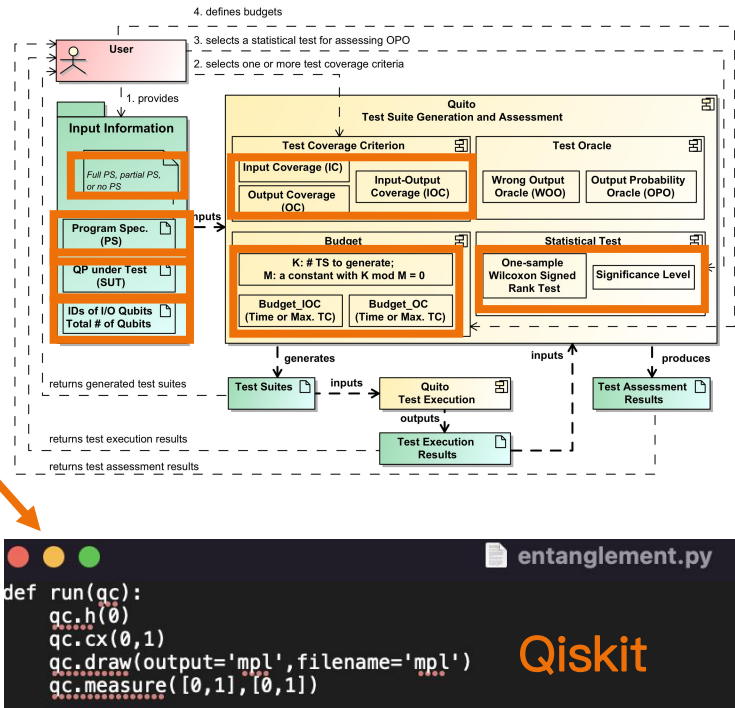 4. defines budgets
3. selects a statistical test for assessing OPO
2. selects one or more test coverage criteria
User
1. provides
Input Information
Full PS, partial PS,
or no PS
Program Spec.
(PS)
QP under Test
(SUT)
IDs of I/O Qubits
Total # of Qubits
inputs
Quito
Test Suite Generation and Assessment
Test Coverage Criterion
Input Coverage (IC)
Output Coverage
(OC)
Input-Output
Coverage (IOC)
Test Oracle
Wrong Output
Oracle (WOO)
Output Probability
Oracle (OPO)
Budget
K: # TS to generate;
M: a constant with K mod M = 0
Budget_IOC
(Time or Max. TC)
Budget_OC
(Time or Max. TC)
Statistical Test
One-sample
Wilcoxon Signed
Rank Test
Significance Level
generates
inputs
produces
returns generated test suites
Test Suites
inputs
Quito
Test Execution
Test Assessment
Results
outputs
returns test execution results
Test Execution
Results
returns test assessment results
entanglement.py
def run(qc):
    qc.h(0)
    qc.cx(0,1)
    qc.draw(output='mpl',filename='mpl')
    qc.measure([0,1],[0,1])
Qiskit